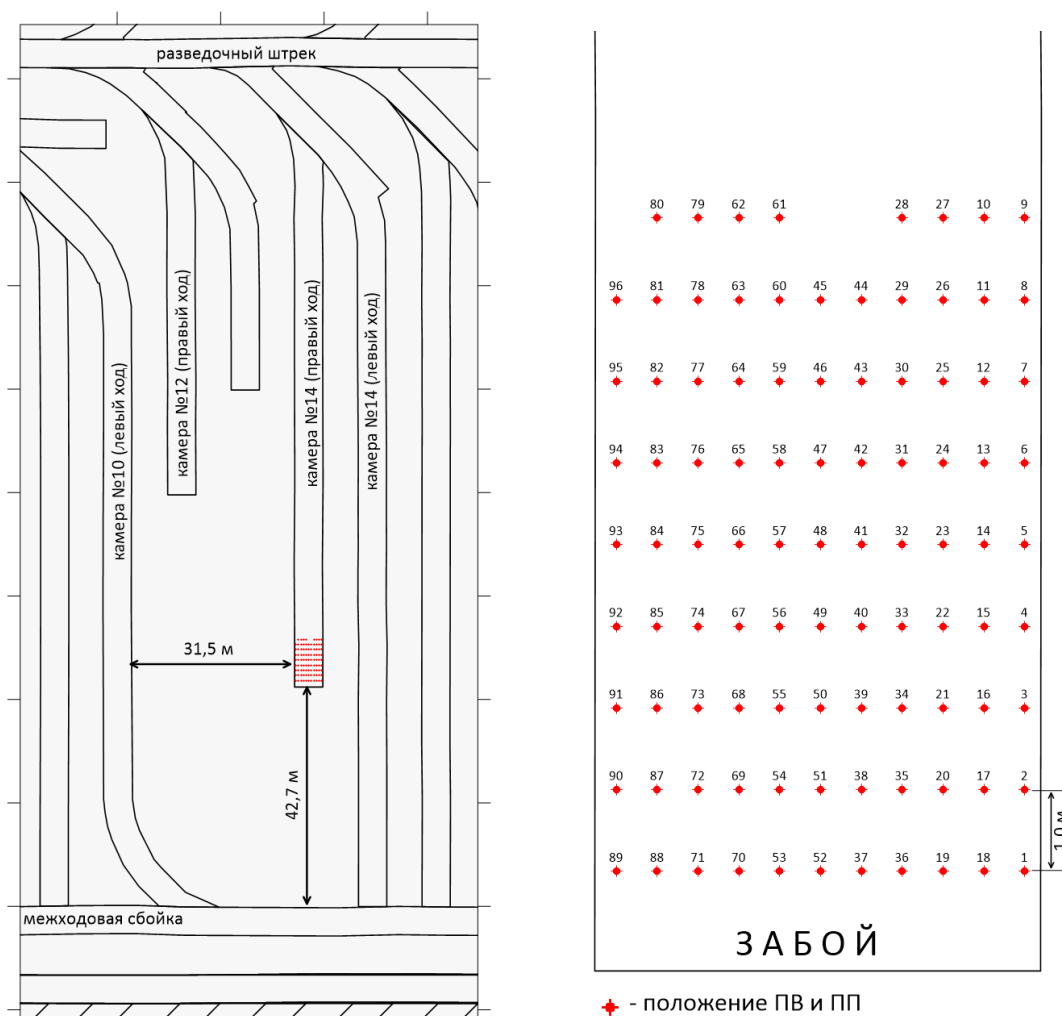 разведочный штрек
камера №10 (левый ход)
камера №12 (правый ход)
камера №14 (правый ход)
камера №14 (левый ход)
31,5 м
42,7 м
межходовая сбойка
80 79 62 61 28 27 10 9
96 81 78 63 60 45 44 29 26 11 8
95 82 77 64 59 46 43 30 25 12 7
94 83 76 65 58 47 42 31 24 13 6
93 84 75 66 57 48 41 32 23 14 5
92 85 74 67 56 49 40 33 22 15 4
91 86 73 68 55 50 39 34 21 16 3
90 87 72 69 54 51 38 35 20 17 2
89 88 71 70 53 52 37 36 19 18 1
1,0 м
ЗАБОЙ
- положение ПВ и ПП